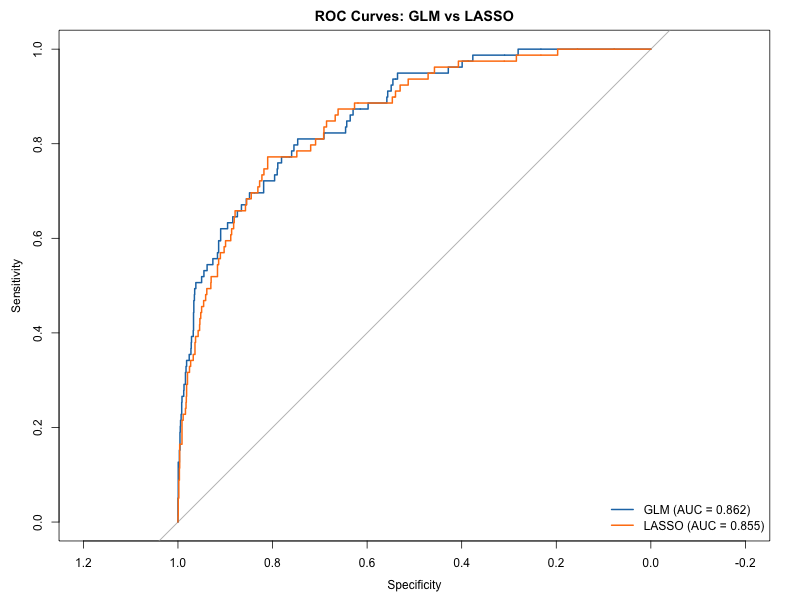 ROC Curves: GLM vs LASSO
1.0
0.8
0.6
0.4
0.2
0.0
Sensitivity
GLM (AUC = 0.862)
LASSO (AUC = 0.855)
1.2 1.0 0.8 0.6 0.4 0.2 0.0 -0.2
Specificity